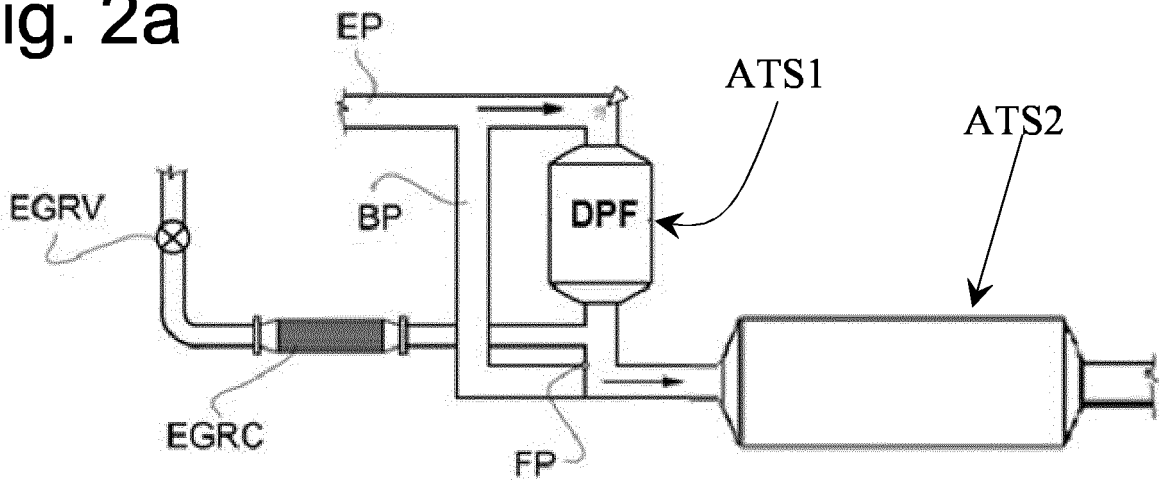 ig. 2a
EP
ATS1
ATS2
EGRV
BP
DPF
EGRC
FP